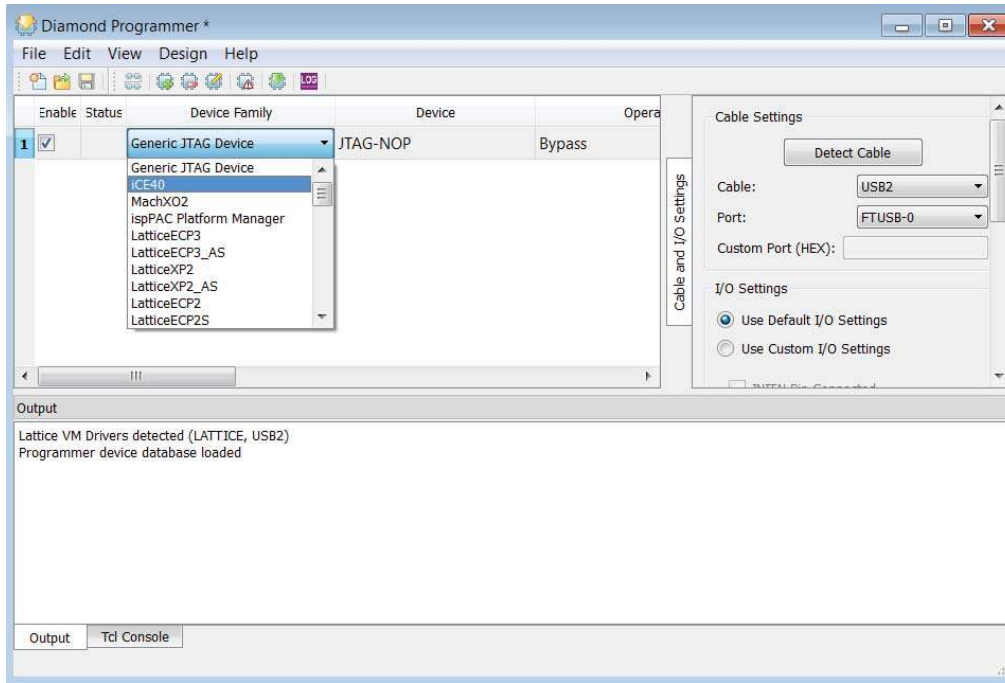 Diamond Programmer *
File Edit View Design Help
LOG
Enable Status Device Family Device Opera
1 Generic JTAG Device JTAG-NOP Bypass
Generic JTAG Device
iCE40
MachXO2
ispPAC Platform Manager
LatticeECP3
LatticeECP3_AS
LatticeXP2
LatticeXP2_AS
LatticeECP2
LatticeECP2S
Cable and I/O Settings
Cable Settings
Detect Cable
Cable: USB2
Port: FTUSB-0
Custom Port (HEX):
I/O Settings
Use Default I/O Settings
Use Custom I/O Settings
Output
Lattice VM Drivers detected (LATTICE, USB2)
Programmer device database loaded
Output Tcl Console